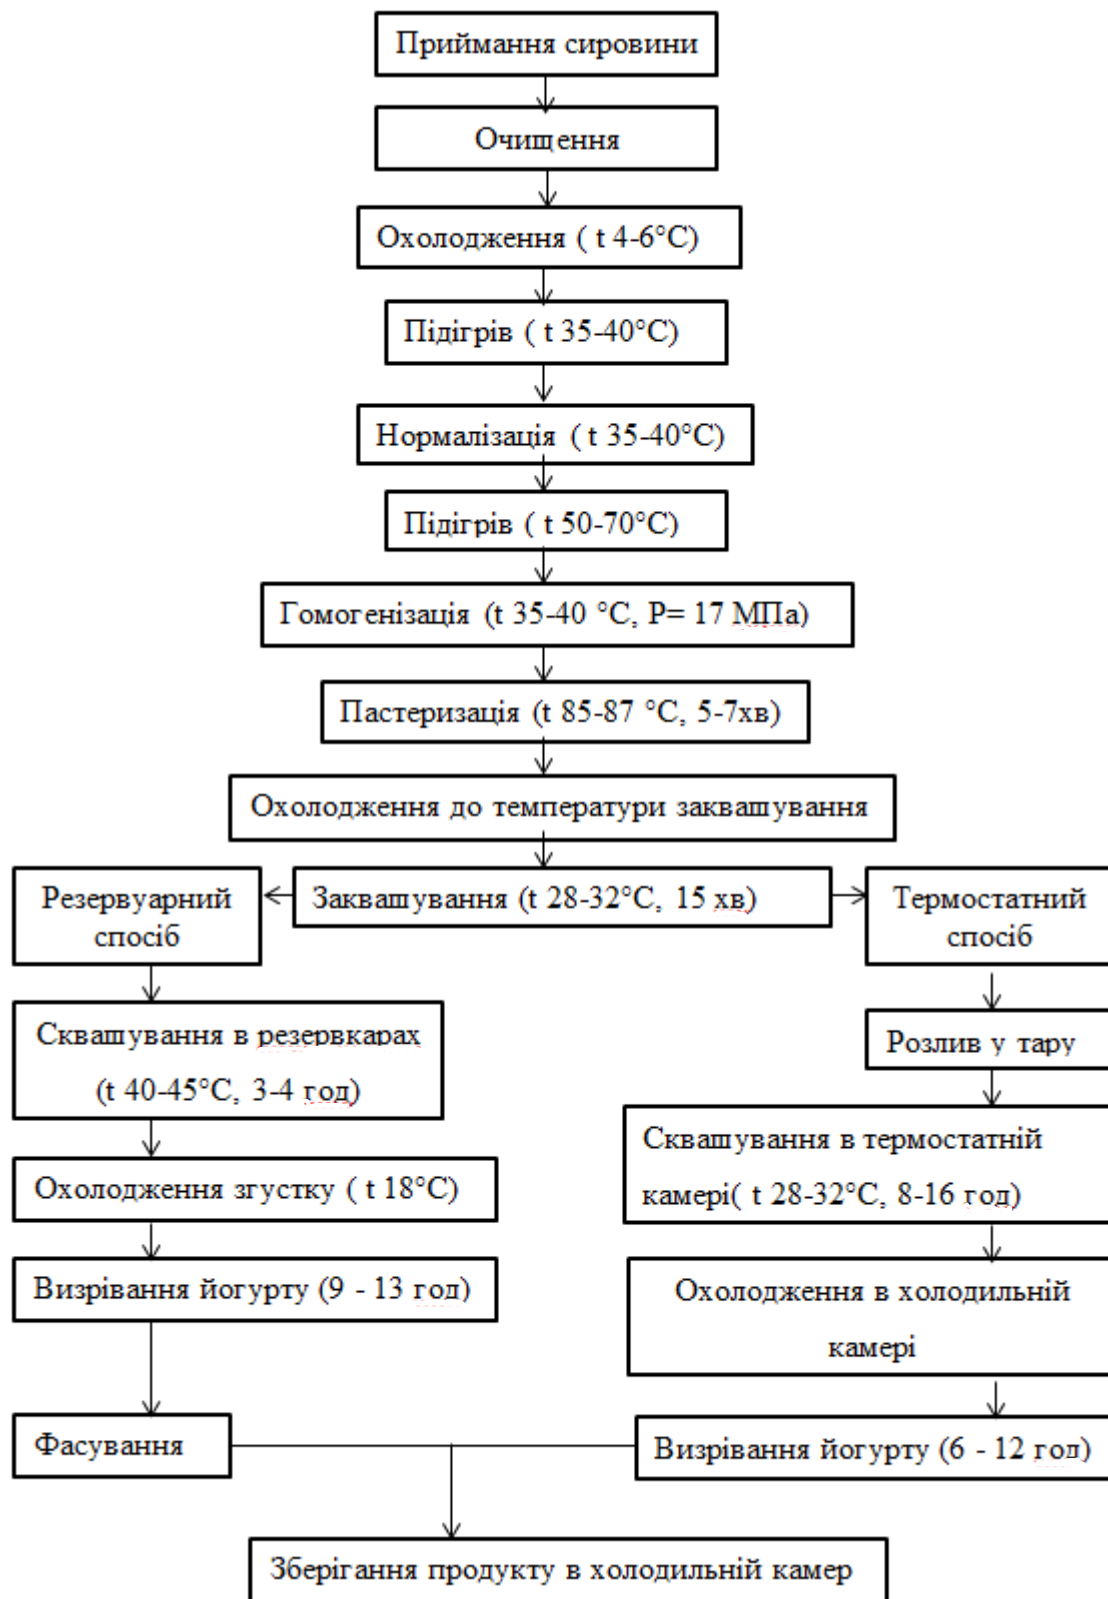 Приймання сировини
Очищення
Охолодження ( t 4-6°C)
Підігрів ( t 35-40°C)
Нормалізація ( t 35-40°C)
Підігрів ( t 50-70°C)
Гомогенізація (t 35-40 °C, P= 17 МПа)
Пастеризація (t 85-87 °C, 5-7хв)
Охолодження до температури заквашування
Заквашування (t 28-32°C, 15 хв)
Резервуарний
спосіб
Сквашування в резервкарах
(t 40-45°C, 3-4 год)
Охолодження згустку ( t 18°C)
Визрівання йогурту (9 - 13 год)
Фасування
Термостатний
спосіб
Розлив у тару
Сквашування в термостатній
камері( t 28-32°C, 8-16 год)
Охолодження в холодильній
камері
Визрівання йогурту (6 - 12 год)
Зберігання продукту в холодильній камер